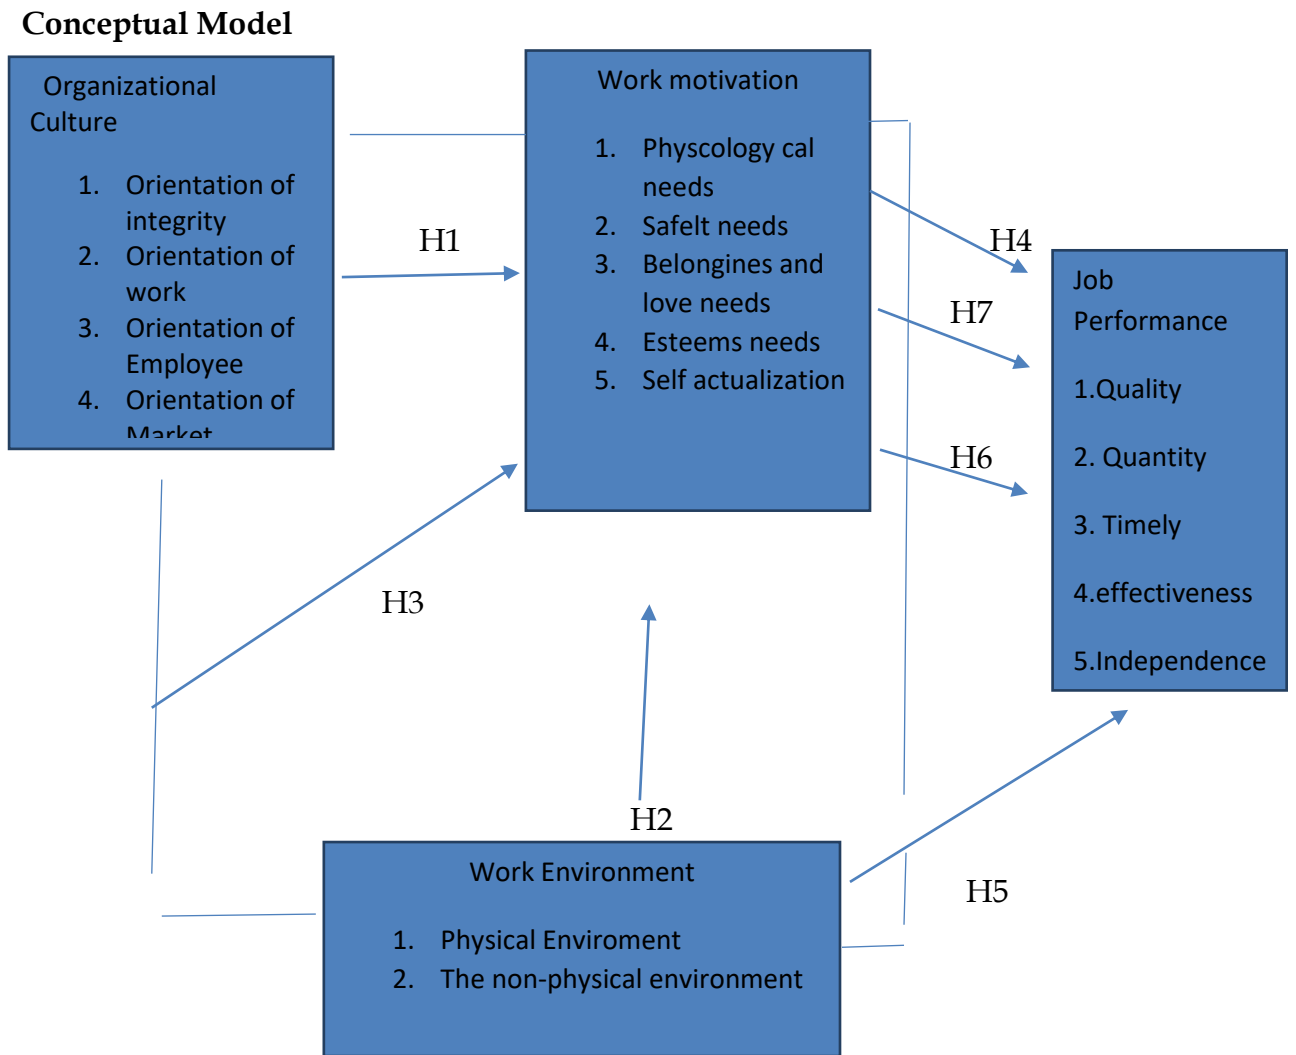 Conceptual Model
Organizational
Culture
1. Orientation of
integrity
2. Orientation of
work
3. Orientation of
Employee
4. Orientation of
Market
H1
Work motivation
1. Physcology cal
needs
2. Safelt needs
3. Belongines and
love needs
4. Esteems needs
5. Self actualization
H4
H7
H6
Job
Performance
1.Quality
2. Quantity
3. Timely
4.effectiveness
5.Independence
H3
H2
Work Environment
1. Physical Enviroment
2. The non-physical environment
H5